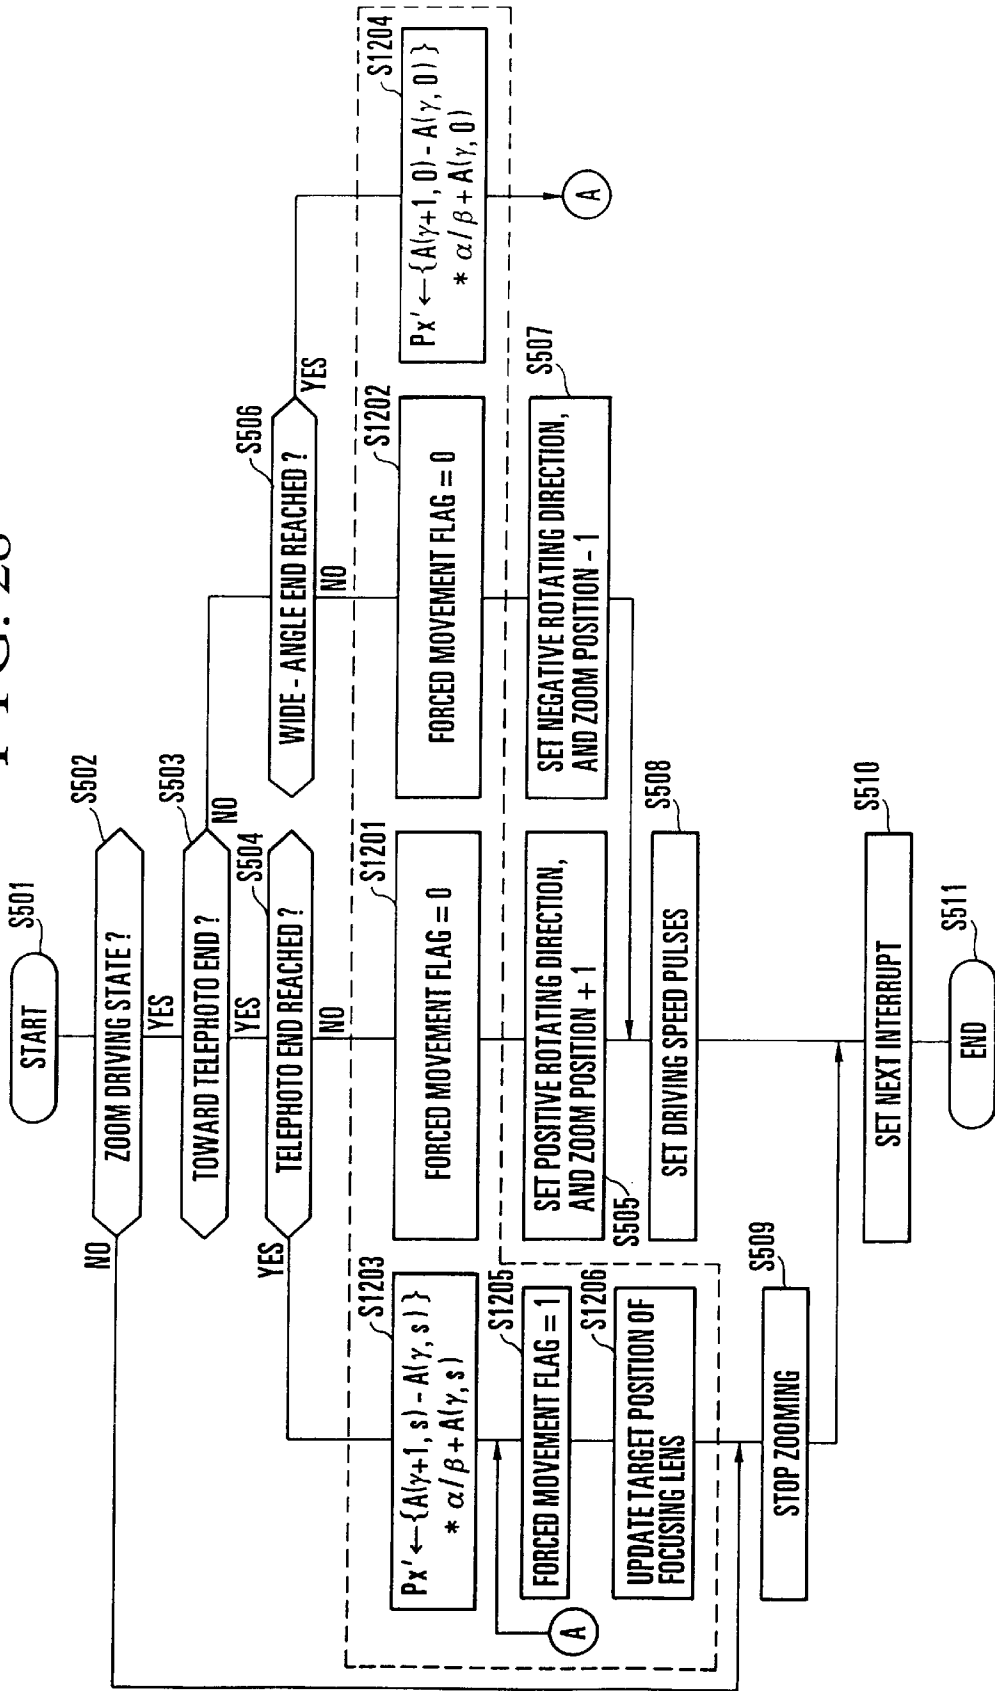 START
S501
ZOOM DRIVING STATE ?
S502
NO
YES
TOWARD TELEPHOTO END ?
S503
NO
YES
TELEPHOTO END REACHED ?
S504
YES
NO
WIDE - ANGLE END REACHED ?
S506
YES
NO
Px' ← {A(γ+1, s) - A(γ, s)}
* α/β + A(γ, s)
S1203
FORCED MOVEMENT FLAG = 0
S1201
FORCED MOVEMENT FLAG = 0
S1202
Px' ← {A(γ+1, 0) - A(γ, 0)}
* α/β + A(γ, 0)
S1204
A
A
FORCED MOVEMENT FLAG = 1
S1205
UPDATE TARGET POSITION OF
FOCUSING LENS
S1206
SET POSITIVE ROTATING DIRECTION,
AND ZOOM POSITION + 1
S505
SET NEGATIVE ROTATING DIRECTION,
AND ZOOM POSITION - 1
S507
SET DRIVING SPEED PULSES
S508
STOP ZOOMING
S509
SET NEXT INTERRUPT
S510
END
S511